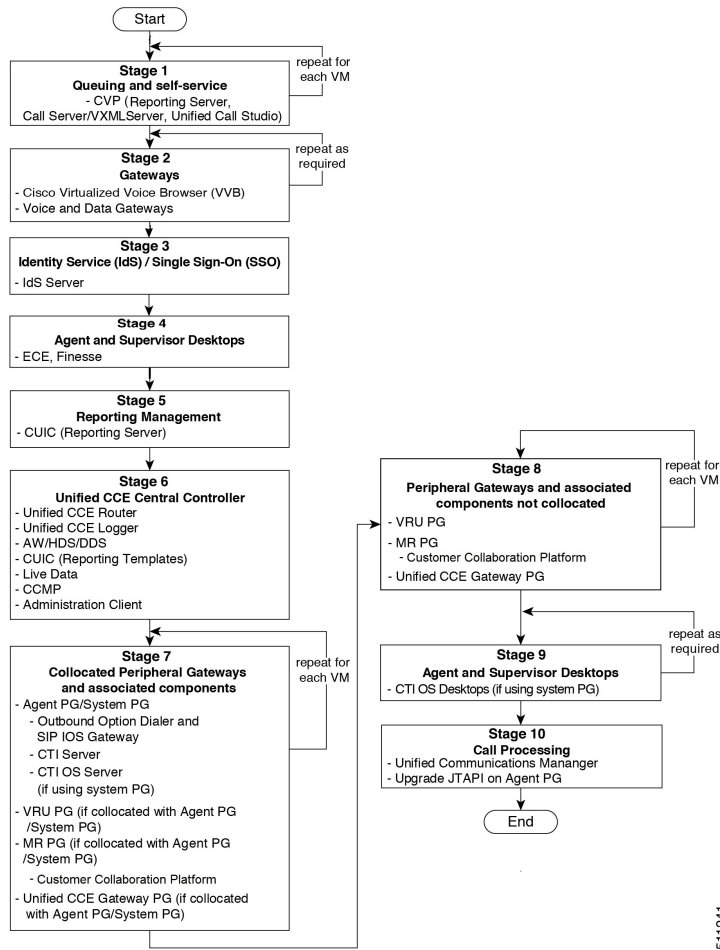 Start
repeat for
each VM
Stage 1
Queuing and self-service
- CVP (Reporting Server,
Call Server/VXMLServer, Unified Call Studio)
repeat as
required
Stage 2
Gateways
- Cisco Virtualized Voice Browser (VVB)
- Voice and Data Gateways
Stage 3
Identity Service (IdS) / Single Sign-On (SSO)
- IdS Server
Stage 4
Agent and Supervisor Desktops
- ECE, Finesse
Stage 5
Reporting Management
- CUIC (Reporting Server)
Stage 6
Unified CCE Central Controller
- Unified CCE Router
- Unified CCE Logger
- AW/HDS/DDS
- CUIC (Reporting Templates)
- Live Data
- CCMP
- Administration Client
repeat for
each VM
Stage 7
Collocated Peripheral Gateways
and associated components
- Agent PG/System PG
- Outbound Option Dialer and
SIP IOS Gateway
- CTI Server
- CTI OS Server
(if using system PG)
- VRU PG (if collocated with Agent PG
/System PG)
- MR PG (if collocated with Agent PG
/System PG)
- Customer Collaboration Platform
- Unified CCE Gateway PG (if collocated
with Agent PG/System PG)
repeat for
each VM
Stage 8
Peripheral Gateways and associated
components not collocated
- VRU PG
- MR PG
- Customer Collaboration Platform
- Unified CCE Gateway PG
repeat as
required
Stage 9
Agent and Supervisor Desktops
- CTI OS Desktops (if using system PG)
Stage 10
Call Processing
- Unified Communications Mananger
- Upgrade JTAPI on Agent PG
End